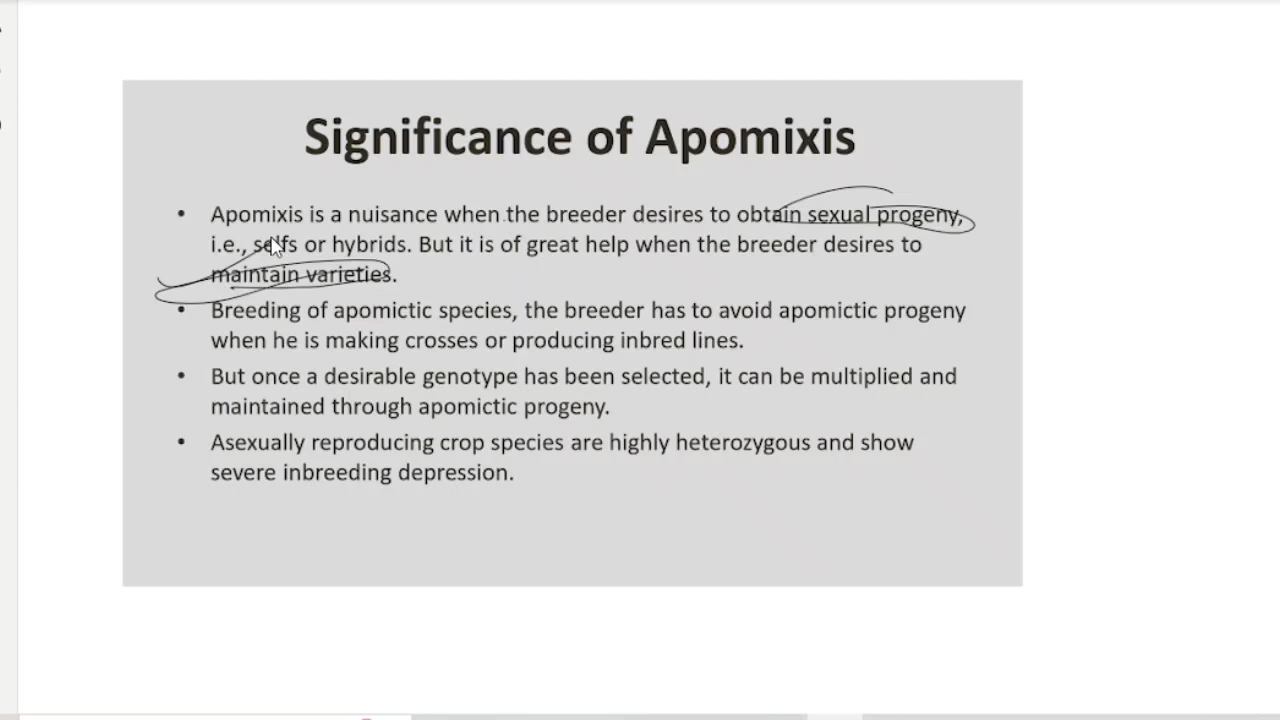 Significance of Apomixis
• Apomixis is a nuisance when the breeder desires to obtain sexual progeny,
i.e., selfs or hybrids. But it is of great help when the breeder desires to
maintain varieties.
• Breeding of apomictic species, the breeder has to avoid apomictic progeny
when he is making crosses or producing inbred lines.
• But once a desirable genotype has been selected, it can be multiplied and
maintained through apomictic progeny.
• Asexually reproducing crop species are highly heterozygous and show
severe inbreeding depression.